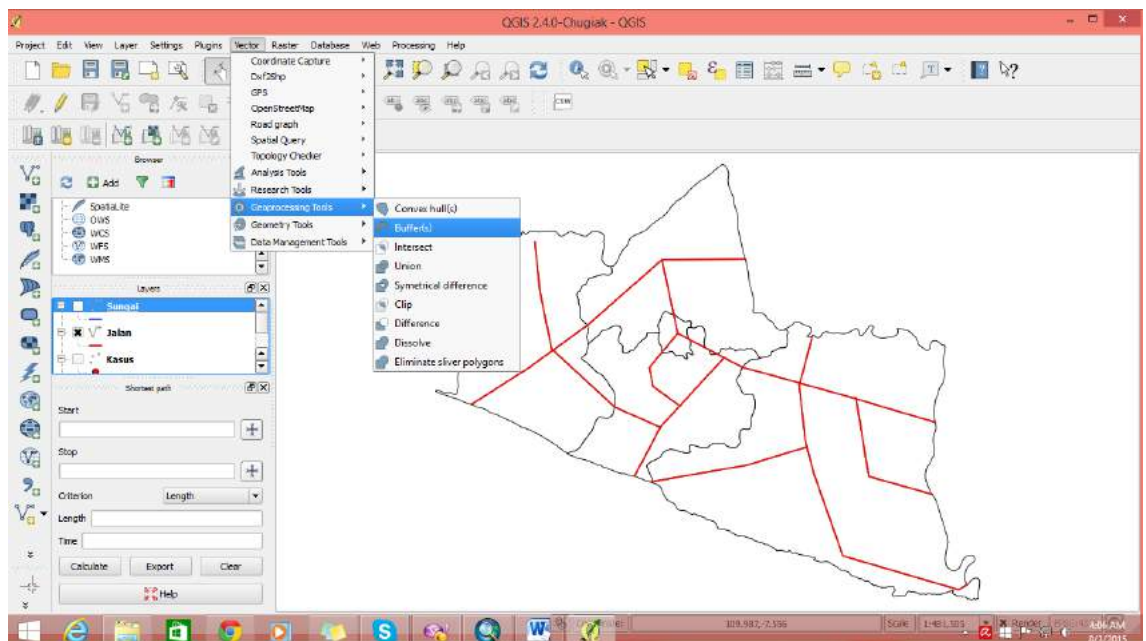 QGIS 2.4.0-Chugiak - QGIS
Project Edit View Layer Settings Plugins Vector Raster Database Web Processing Help
Coordinate Capture
Dxf2Shp
GPS
OpenStreetMap
Road graph
Spatial Query
Topology Checker
Analysis Tools
Research Tools
Geoprocessing Tools
Geometry Tools
Data Management Tools
Convex hull(s)
Buffer(s)
Intersect
Union
Symetrical difference
Clip
Difference
Dissolve
Eliminate sliver polygons
CSW
Browser
Add
SpatiaLite
OWS
WCS
WFS
WMS
Layers
Sungai
Jalan
Kasus
Shortest path
Start
Stop
Criterion Length
Length
Time
Calculate Export Clear
Help
Scale
Render
4:06 AM